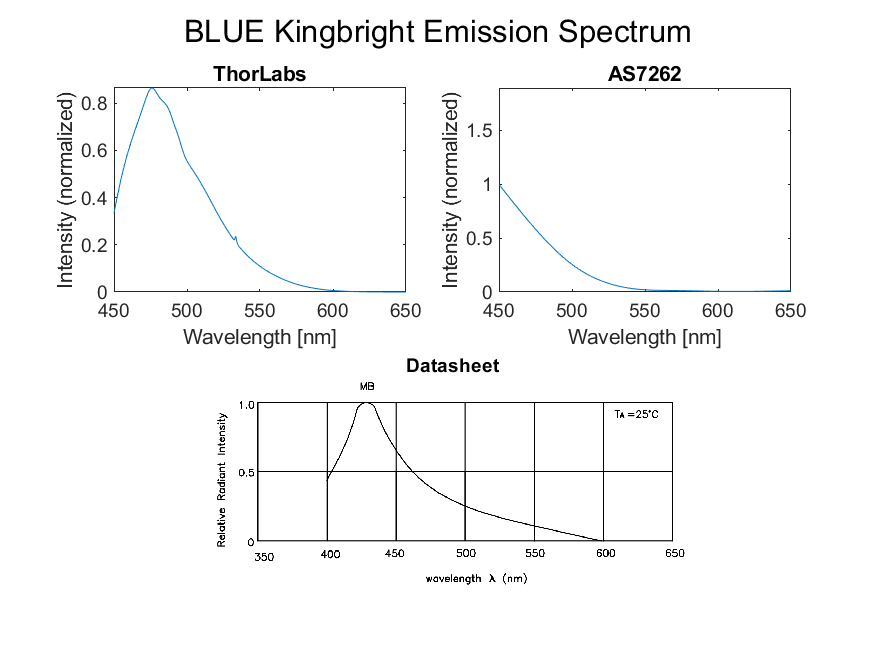 BLUE Kingbright Emission Spectrum
ThorLabs
AS7262
Intensity (normalized)
0.8
0.6
0.4
0.2
0
450 500 550 600 650
Wavelength [nm]
Intensity (normalized)
1.5
1
0.5
0
450 500 550 600 650
Wavelength [nm]
Datasheet
MB
Relative Radiant Intensity
1.0
0.5
0
TA=25°C
350 400 450 500 550 600 650
wavelength λ (nm)